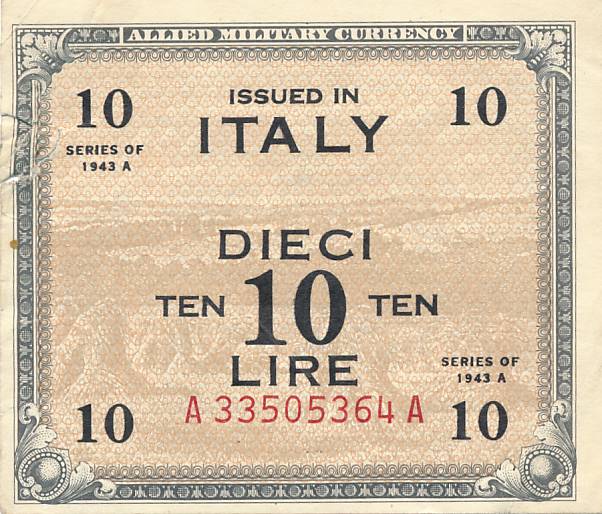 ALLIED MILITARY CURRENCY
10 ISSUED IN 10
ITALY
SERIES OF
1943 A
DIECI
TEN 10 TEN
LIRE
SERIES OF
1943 A
A 33505364 A
10 10